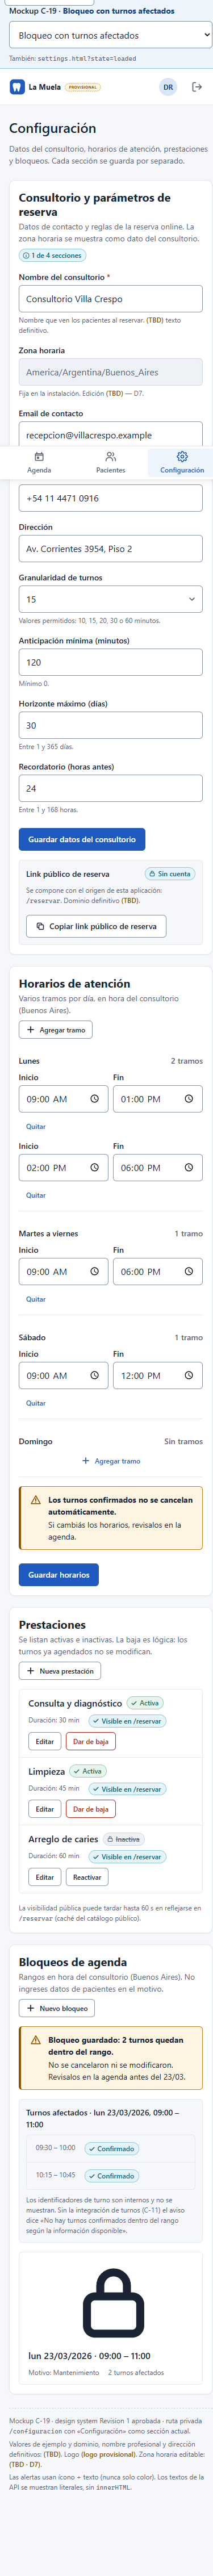 Mockup C-19 · Bloqueo con turnos afectados
Bloqueo con turnos afectados
También: settings.html?state=loaded
La Muela PROVISIONAL DR
Configuración
Datos del consultorio, horarios de atención, prestaciones
y bloqueos. Cada sección se guarda por separado.
Consultorio y parámetros de
reserva
Datos de contacto y reglas de la reserva online. La
zona horaria se muestra como dato del consultorio.
1 de 4 secciones
Nombre del consultorio *
Consultorio Villa Crespo
Nombre que ven los pacientes al reservar. (TBD) texto
definitivo.
Zona horaria
America/Argentina/Buenos_Aires
Fija en la instalación. Edición (TBD) — D7.
Email de contacto
recepcion@villacrespo.example
Agenda Pacientes Configuración
+54 11 4471 0916
Dirección
Av. Corrientes 3954, Piso 2
Granularidad de turnos
15
Valores permitidos: 10, 15, 20, 30 o 60 minutos.
Anticipación mínima (minutos)
120
Mínimo 0.
Horizonte máximo (días)
30
Entre 1 y 365 días.
Recordatorio (horas antes)
24
Entre 1 y 168 horas.
Guardar datos del consultorio
Link público de reserva Sin cuenta
Se compone con el origen de esta aplicación:
/reservar. Dominio definitivo (TBD).
Copiar link público de reserva
Horarios de atención
Varios tramos por día, en hora del consultorio
(Buenos Aires).
Agregar tramo
Lunes 2 tramos
Inicio Fin
09:00 AM 01:00 PM
Quitar
Inicio Fin
02:00 PM 06:00 PM
Quitar
Martes a viernes 1 tramo
Inicio Fin
09:00 AM 06:00 PM
Quitar
Sábado 1 tramo
Inicio Fin
09:00 AM 12:00 PM
Quitar
Domingo Sin tramos
Agregar tramo
Los turnos confirmados no se cancelan
automáticamente.
Si cambiás los horarios, revisalos en la
agenda.
Guardar horarios
Prestaciones
Se listan activas e inactivas. La baja es lógica: los
turnos ya agendados no se modifican.
Nueva prestación
Consulta y diagnóstico Activa
Duración: 30 min Visible en /reservar
Editar Dar de baja
Limpieza Activa
Duración: 45 min Visible en /reservar
Editar Dar de baja
Arreglo de caries Inactiva
Duración: 60 min Visible en /reservar
Editar Reactivar
La visibilidad pública puede tardar hasta 60 s en reflejarse en
/reservar (caché del catálogo público).
Bloqueos de agenda
Rangos en hora del consultorio (Buenos Aires). No
ingreses datos de pacientes en el motivo.
Nuevo bloqueo
Bloqueo guardado: 2 turnos quedan
dentro del rango.
No se cancelaron ni se modificaron.
Revisalos en la agenda antes del 23/03.
Turnos afectados · lun 23/03/2026, 09:00 –
11:00
09:30 – 10:00 Confirmado
10:15 – 10:45 Confirmado
Los identificadores de turno son internos y no se
muestran. Sin la integración de turnos (C-11) el aviso
dice «No hay turnos confirmados dentro del rango
según la información disponible».
lun 23/03/2026 · 09:00 – 11:00
Motivo: Mantenimiento 2 turnos afectados
Mockup C-19 · design system Revision 1 aprobada · ruta privada
/configuracion con «Configuración» como sección actual.
Valores de ejemplo y dominio, nombre profesional y dirección
definitivos: (TBD). Logo (logo provisional). Zona horaria editable:
(TBD · D7).
Las alertas usan ícono + texto (nunca solo color). Los textos de la
API se muestran literales, sin innerHTML.